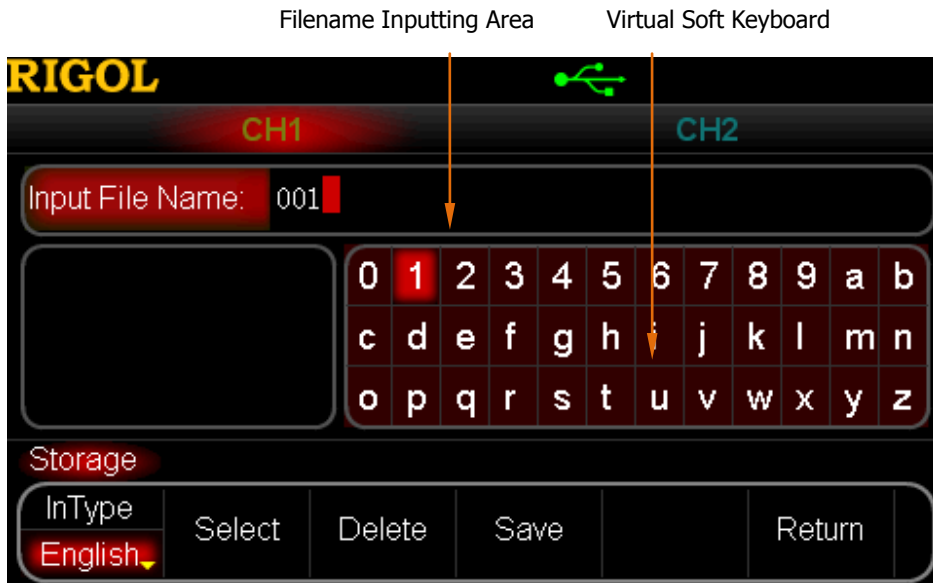 Filename Inputting Area Virtual Soft Keyboard
RIGOL
CH1 CH2
Input File Name: 001
0 1 2 3 4 5 6 7 8 9 a b
c d e f g h i j k l m n
o p q r s t u v w x y z
Storage
InType
Select Delete Save Return
English